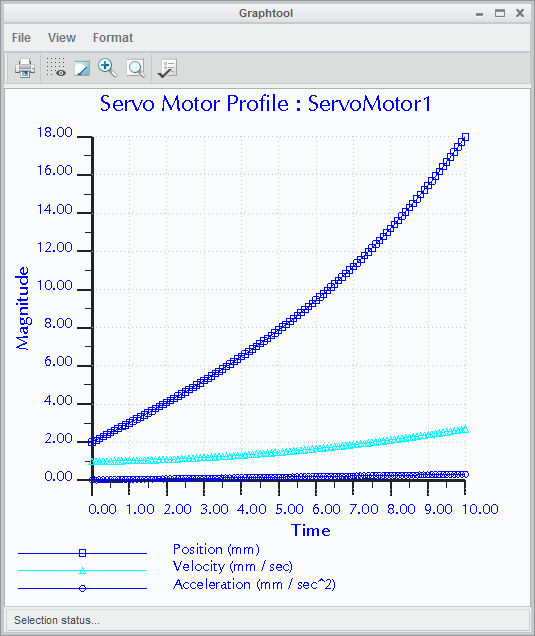 Graphtool
File View Format
Servo Motor Profile : ServoMotor1
18.00
16.00
14.00
12.00
10.00
8.00
6.00
4.00
2.00
0.00
Magnitude
0.00 1.00 2.00 3.00 4.00 5.00 6.00 7.00 8.00 9.00 10.00
Time
Position (mm)
Velocity (mm / sec)
Acceleration (mm / sec^2)
Selection status...